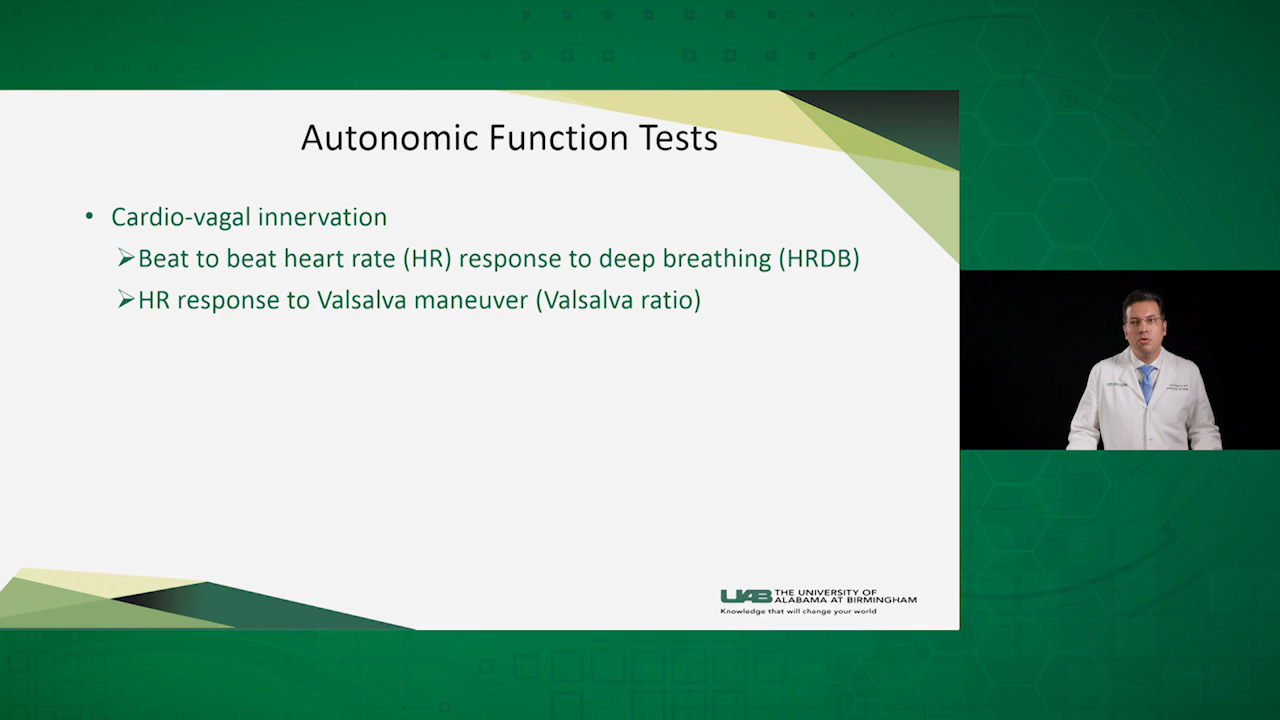 Autonomic Function Tests
• Cardio-vagal innervation
➢Beat to beat heart rate (HR) response to deep breathing (HRDB)
➢HR response to Valsalva maneuver (Valsalva ratio)
UAB THE UNIVERSITY OF
ALABAMA AT BIRMINGHAM
Knowledge that will change your world